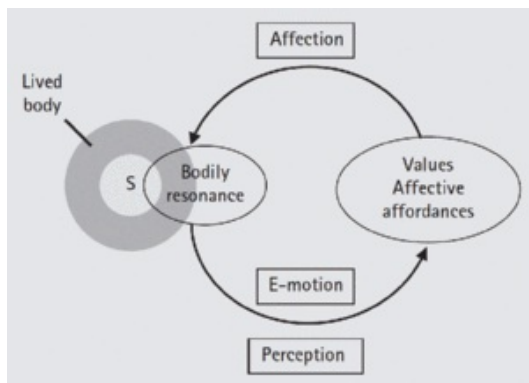 Affection
Lived
body
S
Bodily
resonance
Values
Affective
affordances
E-motion
Perception